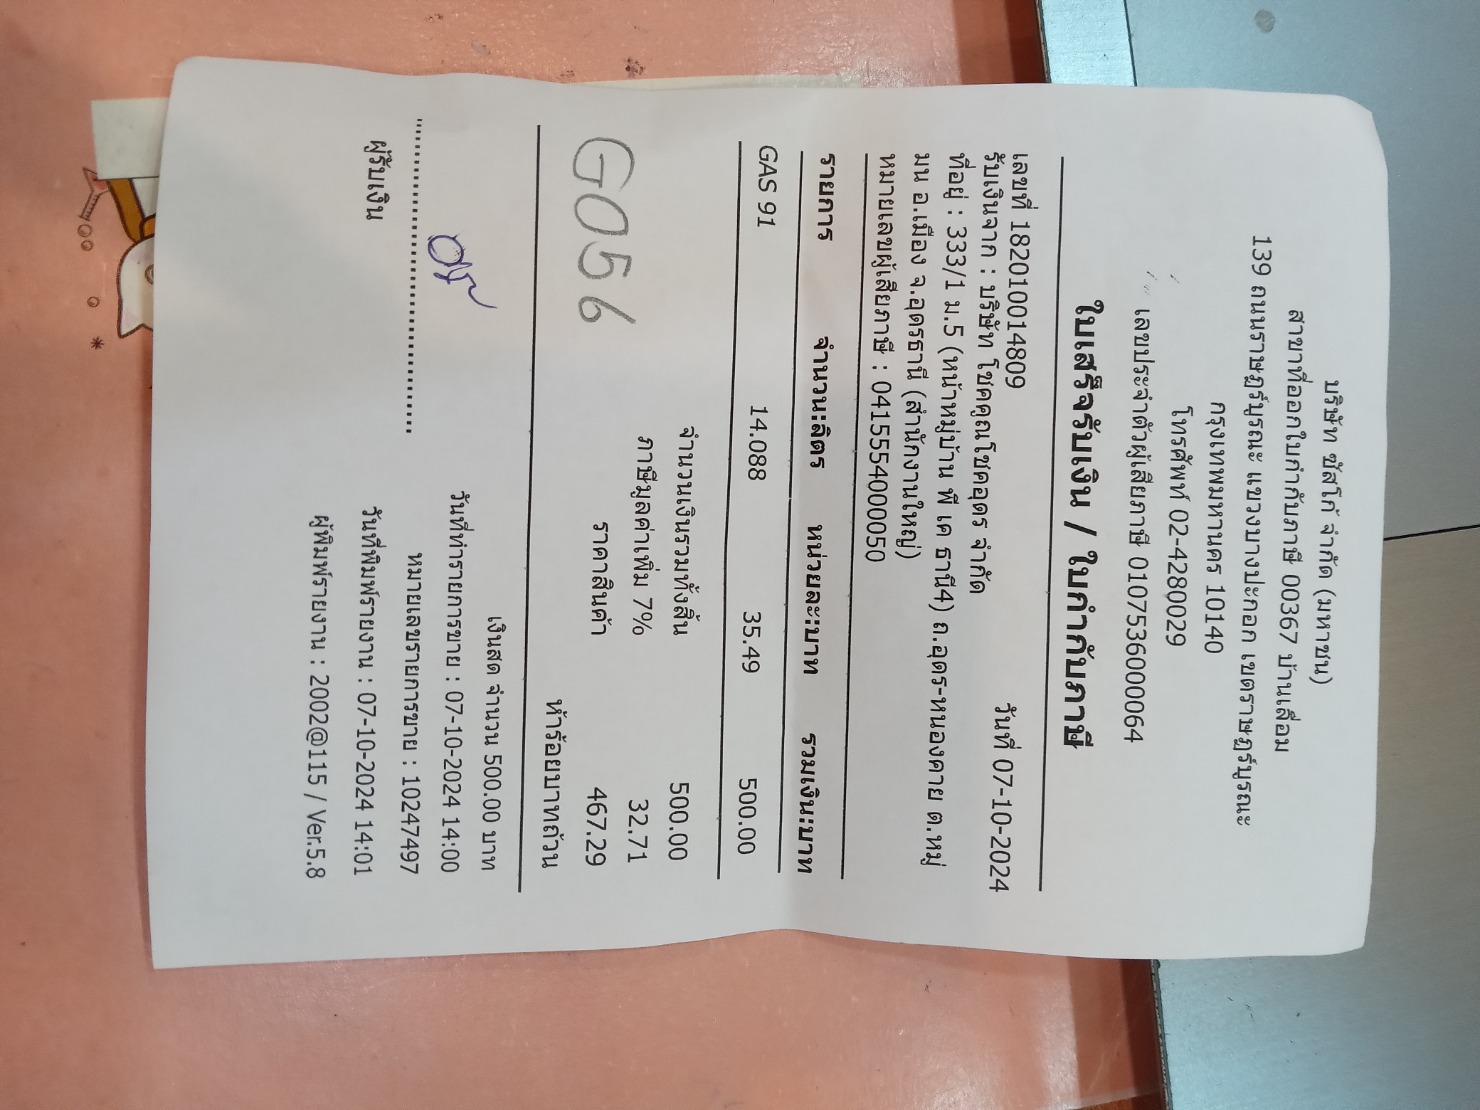 บริษัท ซัสโก้ จำกัด (มหาชน)
สาขาที่ออกใบกำกับภาษี 00367 บ้านเลื่อม
139 ถนนราษฎร์บูรณะ แขวงบางปะกอก เขตราษฎร์บูรณะ
กรุงเทพมหานคร 10140
โทรศัพท์ 02-4280029
เลขประจำตัวผู้เสียภาษี 0107536000064
ใบเสร็จรับเงิน / ใบกำกับภาษี
เลขที่ 182010014809 วันที่ 07-10-2024
รับเงินจาก : บริษัท โชคคูณโชคอุดร จำกัด
ที่อยู่ : 333/1 ม.5 (หน้าหมู่บ้าน พี เค ธานี4) ถ.อุดร-หนองคาย ต.หมู่
มน อ.เมือง จ.อุดรธานี (สำนักงานใหญ่)
หมายเลขผู้เสียภาษี : 0415554000050
รายการ จำนวน:ลิตร หน่วยละ:บาท รวมเงิน:บาท
GAS 91 14.088 35.49 500.00
จำนวนเงินรวมทั้งสิ้น 500.00
ภาษีมูลค่าเพิ่ม 7% 32.71
ราคาสินค้า 467.29
G056
ห้าร้อยบาทถ้วน
เงินสด จำนวน 500.00 บาท
วันที่ทำรายการขาย : 07-10-2024 14:00
หมายเลขรายการขาย : 10247497
ผู้รับเงิน วันที่พิมพ์รายงาน : 07-10-2024 14:01
ผู้พิมพ์รายงาน : 2002@115 / Ver.5.8